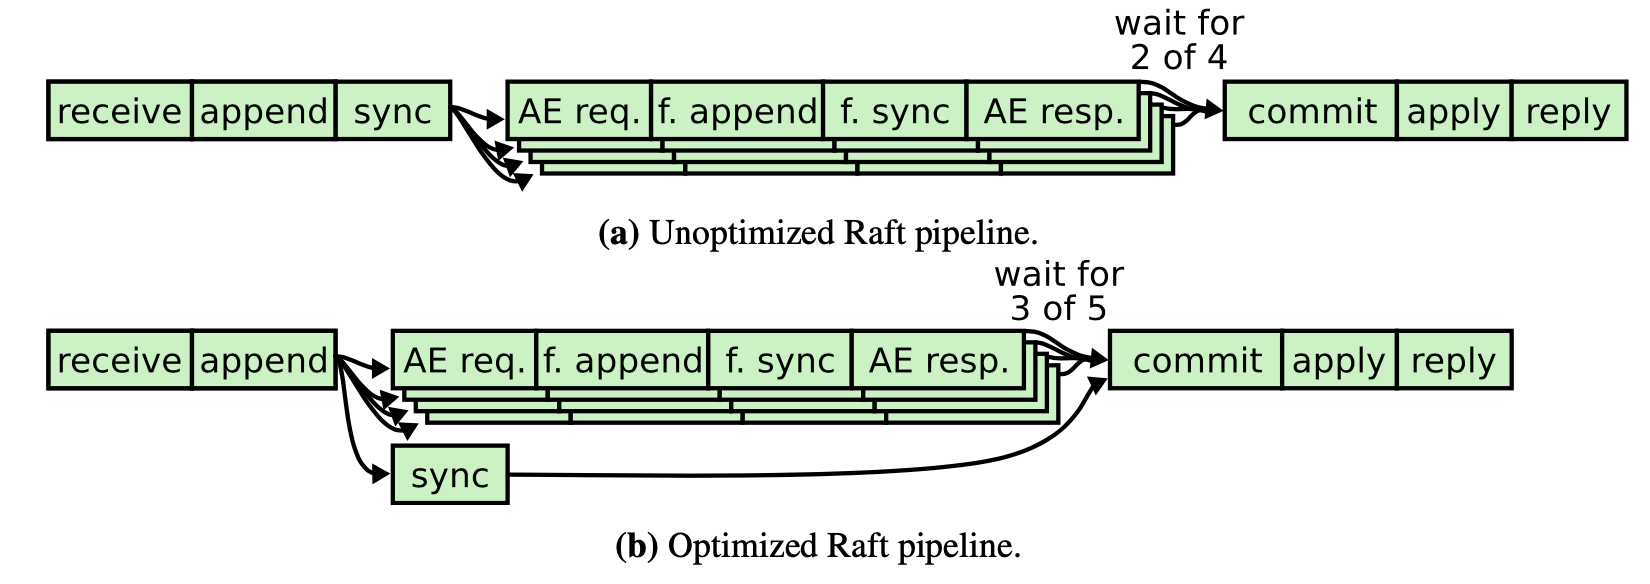 wait for
2 of 4
receive append sync AE req. f. append f. sync AE resp. commit apply reply
(a) Unoptimized Raft pipeline.
wait for
3 of 5
receive append AE req. f. append f. sync AE resp. commit apply reply
sync
(b) Optimized Raft pipeline.